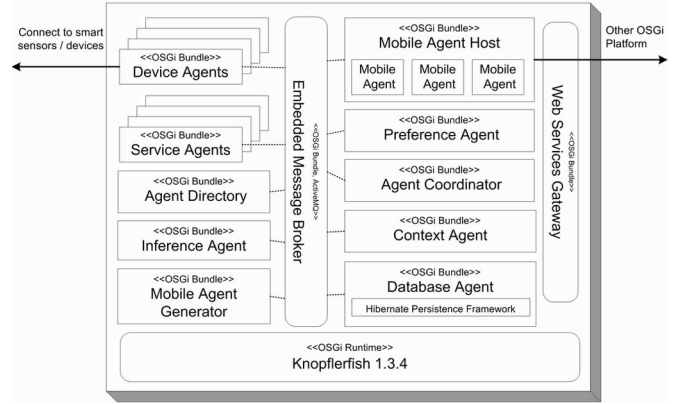 Connect to smart
sensors / devices
<<OSGi Bundle>>
Device Agents
<<OSGi Bundle>>
Service Agents
<<OSGi Bundle>>
Agent Directory
<<OSGi Bundle>>
Inference Agent
<<OSGi Bundle>>
Mobile Agent
Generator
Embedded Message Broker
<<OSGi Bundle, ActiveMQ>>
<<OSGi Bundle>>
Mobile Agent Host
Mobile
Agent
Mobile
Agent
Mobile
Agent
<<OSGi Bundle>>
Preference Agent
<<OSGi Bundle>>
Agent Coordinator
<<OSGi Bundle>>
Context Agent
<<OSGi Bundle>>
Database Agent
Hibernate Persistence Framework
<<OSGi Bundle>>
Web Services Gateway
Other OSGi
Platform
<<OSGi Runtime>>
Knopflerfish 1.3.4